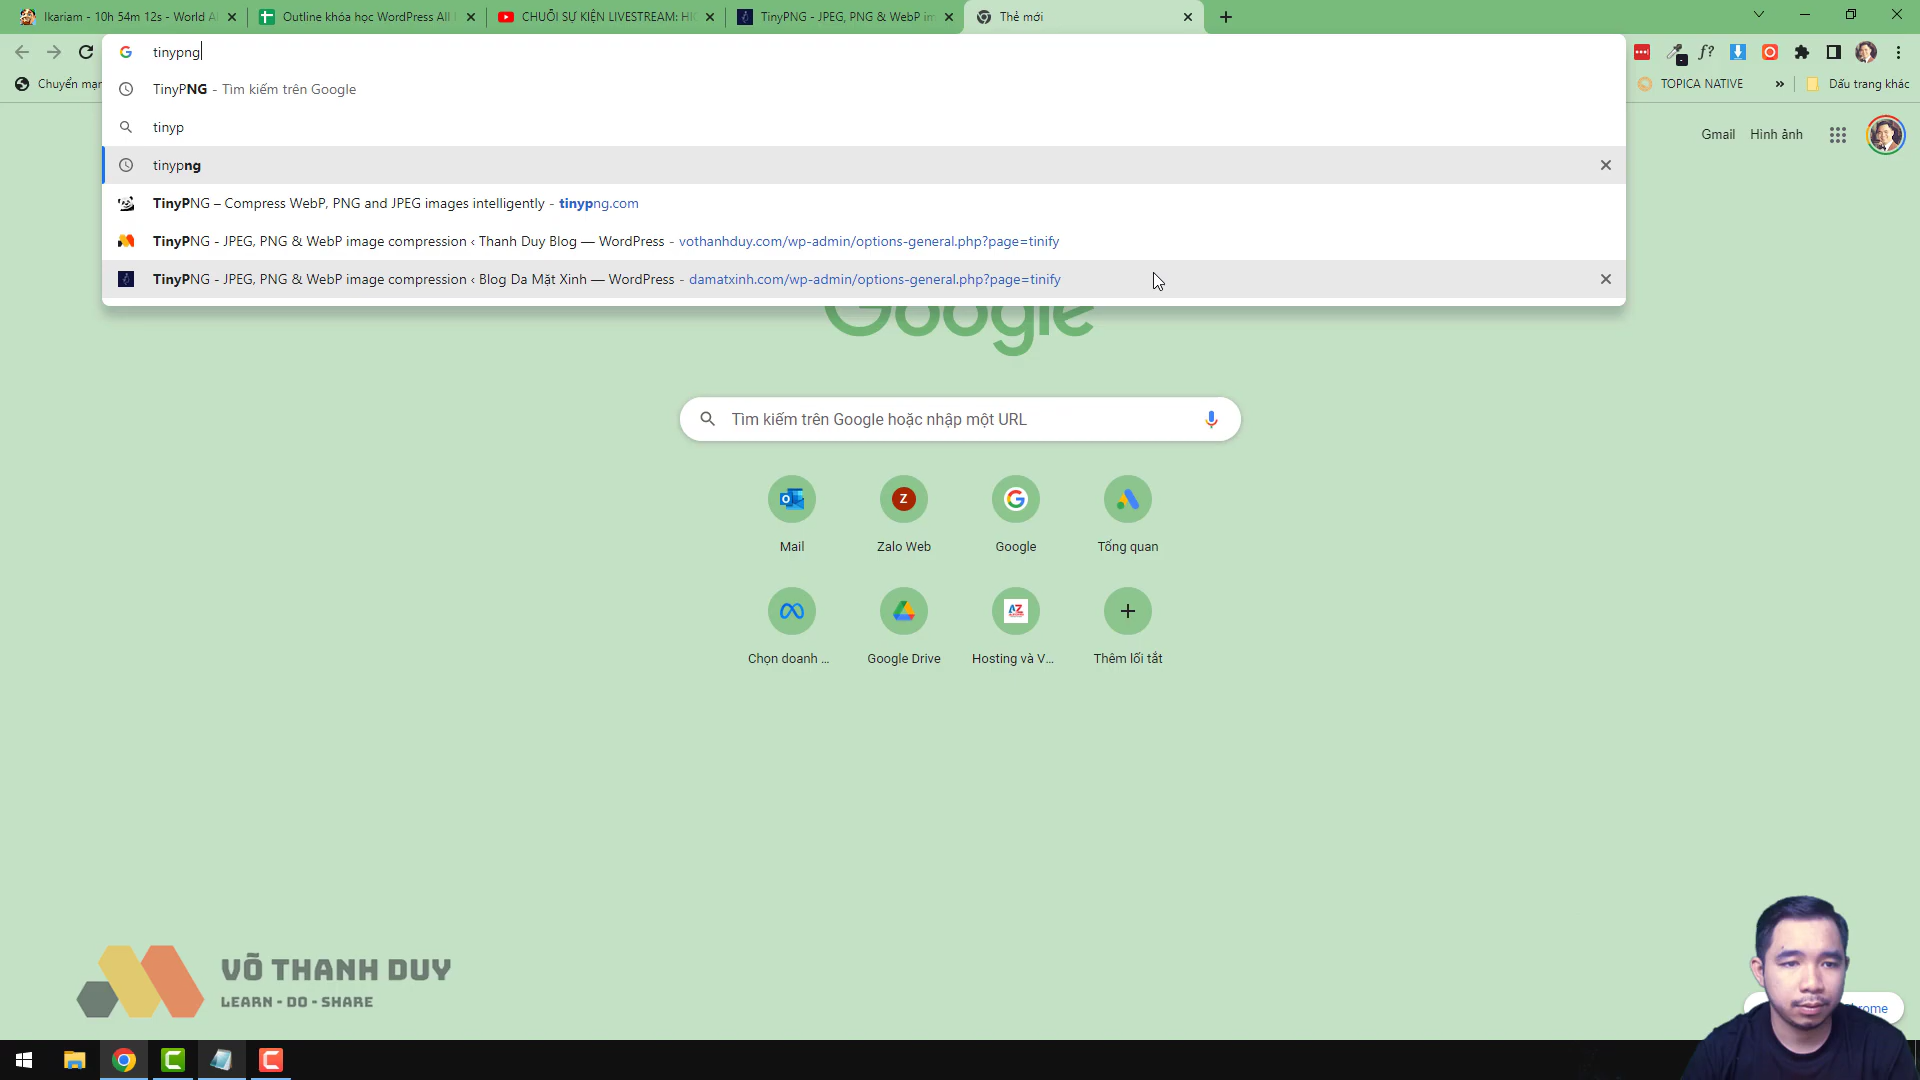 Ikariam - 10h 54m 12s - World Al
Outline khóa học WordPress All
CHUỖI SỰ KIỆN LIVESTREAM: HI
TinyPNG - JPEG, PNG & WebP im
Thẻ mới
tinypng
TinyPNG - Tìm kiếm trên Google
tinyp
tinypng
TinyPNG – Compress WebP, PNG and JPEG images intelligently - tinypng.com
TinyPNG - JPEG, PNG & WebP image compression ‹ Thanh Duy Blog — WordPress - vothanhduy.com/wp-admin/options-general.php?page=tinify
TinyPNG - JPEG, PNG & WebP image compression ‹ Blog Da Mặt Xinh — WordPress - damatxinh.com/wp-admin/options-general.php?page=tinify
Chuyển mạn
TOPICA NATIVE
»
Dấu trang khác
Gmail
Hình ảnh
Google
Tìm kiếm trên Google hoặc nhập một URL
Mail
Zalo Web
Google
Tổng quan
Chọn doanh ...
Google Drive
Hosting và V...
Thêm lối tắt
VÕ THANH DUY
LEARN - DO - SHARE